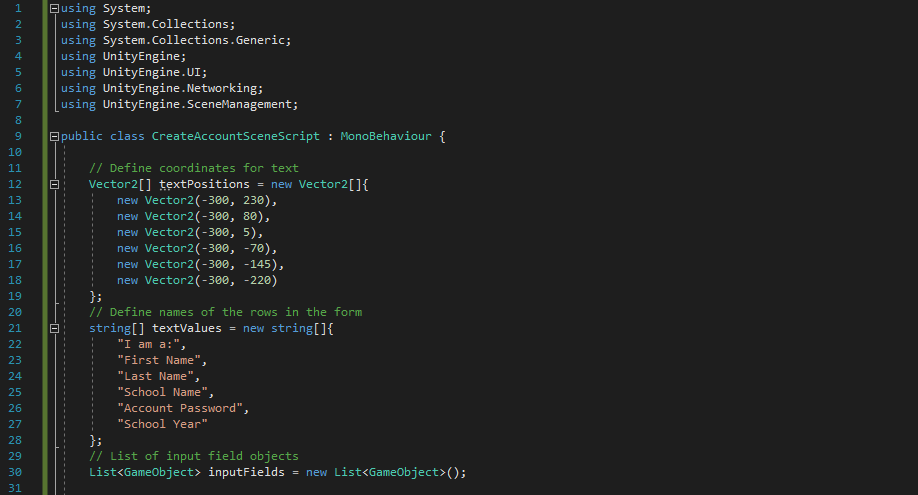 1 using System;
2 using System.Collections;
3 using System.Collections.Generic;
4 using UnityEngine;
5 using UnityEngine.UI;
6 using UnityEngine.Networking;
7 using UnityEngine.SceneManagement;
8
9 public class CreateAccountSceneScript : MonoBehaviour {
10
11     // Define coordinates for text
12     Vector2[] textPositions = new Vector2[]{
13         new Vector2(-300, 230),
14         new Vector2(-300, 80),
15         new Vector2(-300, 5),
16         new Vector2(-300, -70),
17         new Vector2(-300, -145),
18         new Vector2(-300, -220)
19     };
20     // Define names of the rows in the form
21     string[] textValues = new string[]{
22         "I am a:",
23         "First Name",
24         "Last Name",
25         "School Name",
26         "Account Password",
27         "School Year"
28     };
29     // List of input field objects
30     List<GameObject> inputFields = new List<GameObject>();
31